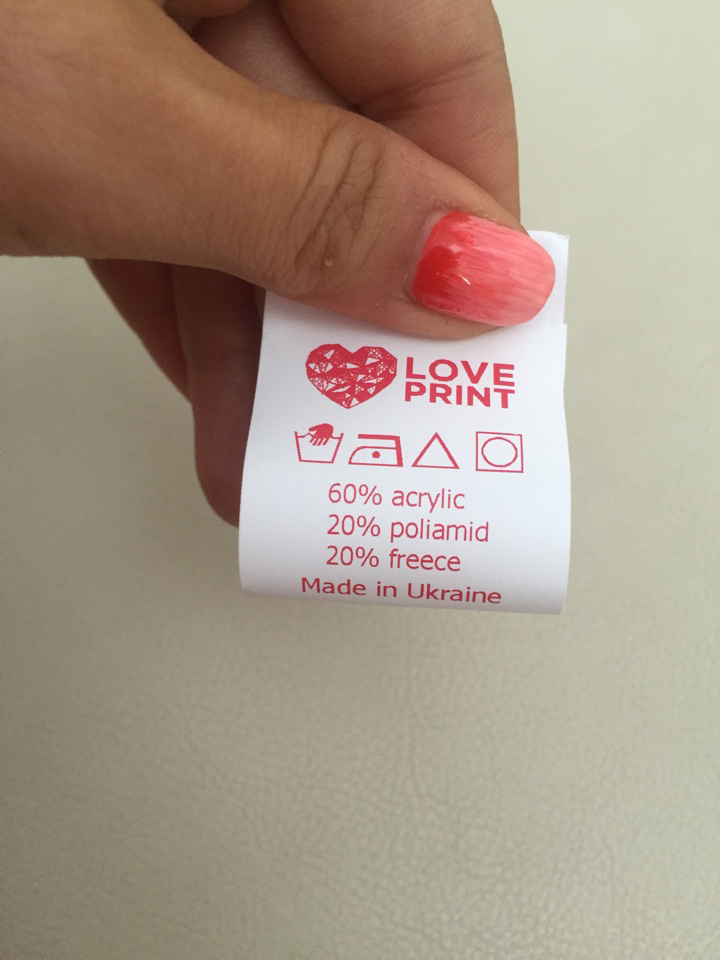 LOVE
PRINT
60% acrylic
20% poliamid
20% freece
Made in Ukraine